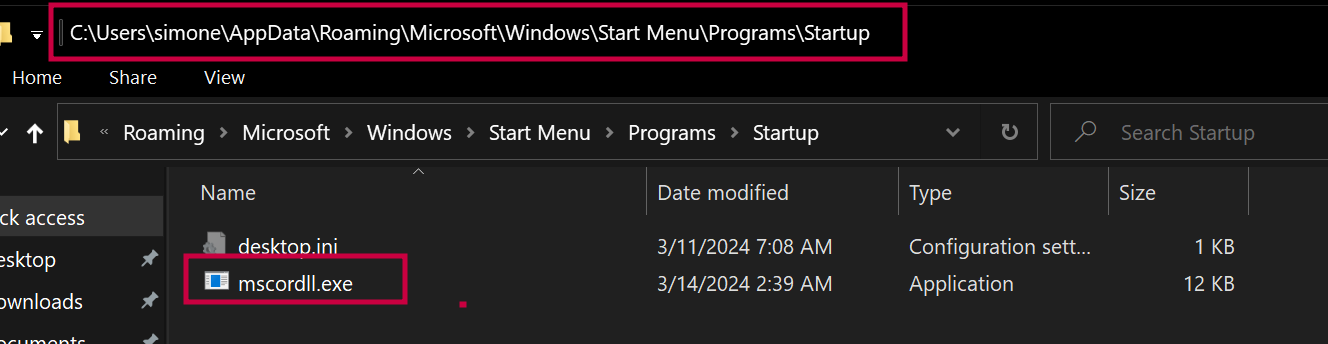 C:\Users\simone\AppData\Roaming\Microsoft\Windows\Start Menu\Programs\Startup
Home Share View
« Roaming > Microsoft > Windows > Start Menu > Programs > Startup Search Startup
Name Date modified Type Size
ck access
desktop.ini 3/11/2024 7:08 AM Configuration sett... 1 KB
esktop
mscordll.exe 3/14/2024 2:39 AM Application 12 KB
ownloads
ocuments